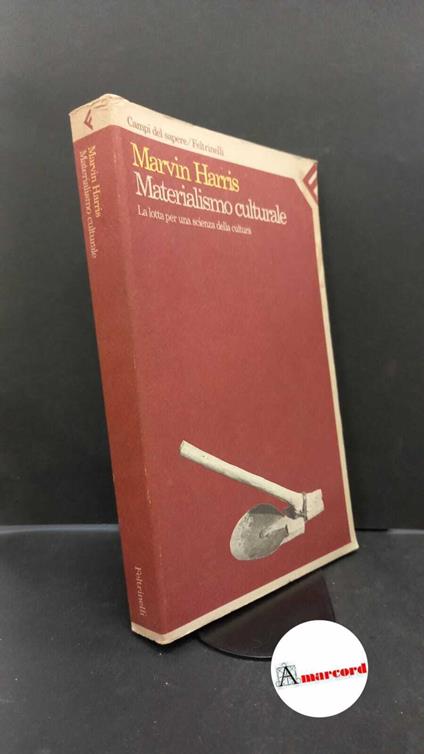 Campi del sapere/Feltrinelli
Marvin Harris
Materialismo culturale
La lotta per una scienza della cultura
Marvin Harris
Materialismo culturale
Feltrinelli
Amarcord